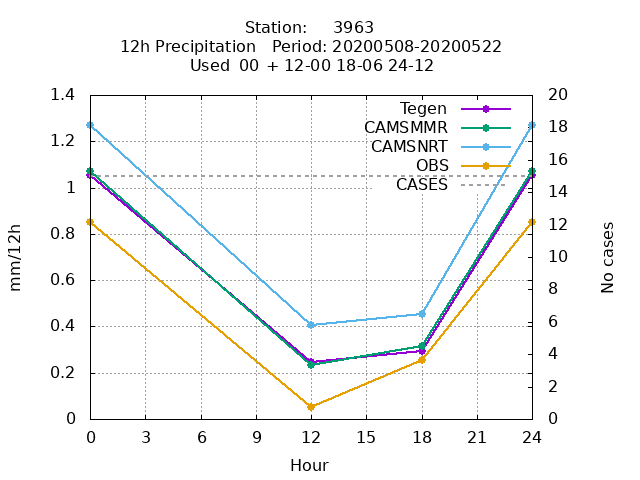 Station: 3963
12h Precipitation Period: 20200508-20200522
Used 00 + 12-00 18-06 24-12
1.4
1.2
1
0.8
0.6
0.4
0.2
0
mm/12h
20
18
16
14
12
10
8
6
4
2
0
No cases
Tegen
CAMSMMR
CAMSNRT
OBS
CASES
0 3 6 9 12 15 18 21 24
Hour